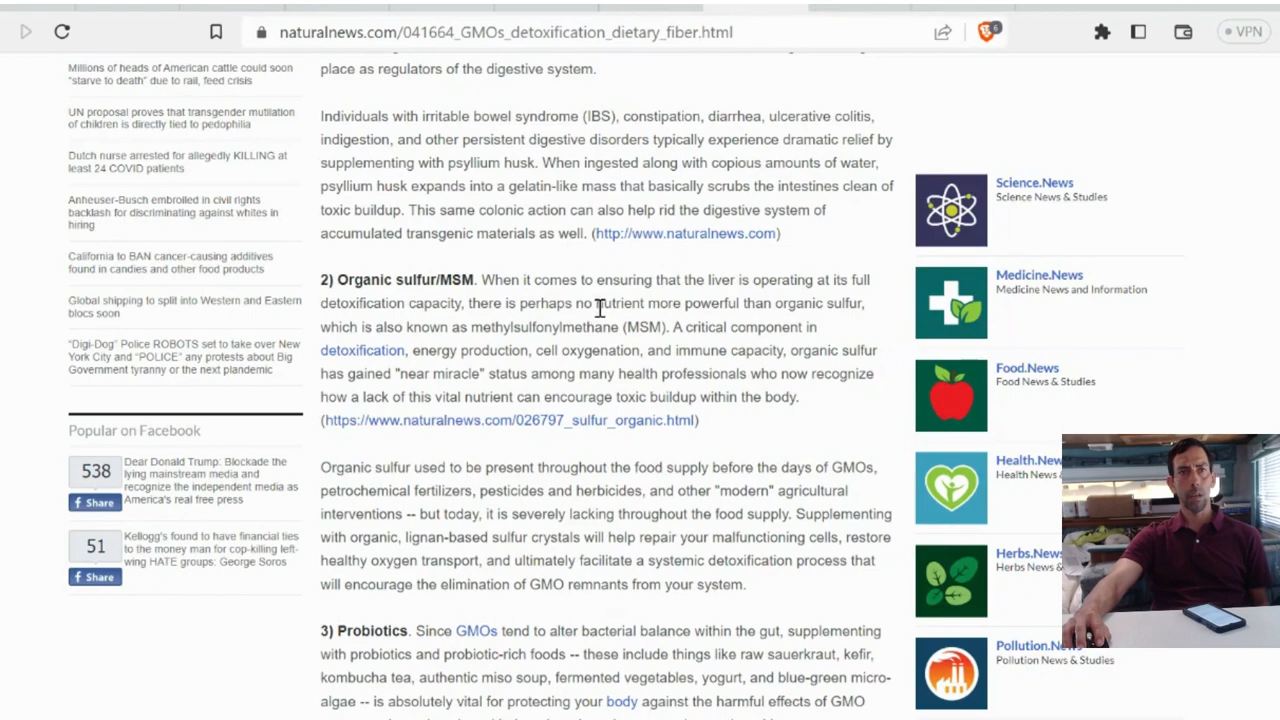 naturalnews.com/041664_GMOs_detoxification_dietary_fiber.html
6
VPN
Millions of heads of American cattle could soon
"starve to death" due to rail, feed crisis
UN proposal proves that transgender mutilation
of children is directly tied to pedophilia
Dutch nurse arrested for allegedly KILLING at
least 24 COVID patients
Anheuser-Busch embroiled in civil rights
backlash for discriminating against whites in
hiring
California to BAN cancer-causing additives
found in candies and other food products
Global shipping to split into Western and Eastern
blocs soon
"Digi-Dog" Police ROBOTS set to take over New
York City and "POLICE" any protests about Big
Government tyranny or the next pandemic
Popular on Facebook
538
Share
Dear Donald Trump: Blockade the
lying mainstream media and
recognize the independent media as
America's real free press
51
Share
Kellogg's found to have financial ties
to the money man for cop-killing left-
wing HATE groups: George Soros
place as regulators of the digestive system.
Individuals with irritable bowel syndrome (IBS), constipation, diarrhea, ulcerative colitis,
indigestion, and other persistent digestive disorders typically experience dramatic relief by
supplementing with psyllium husk. When ingested along with copious amounts of water,
psyllium husk expands into a gelatin-like mass that basically scrubs the intestines clean of
toxic buildup. This same colonic action can also help rid the digestive system of
accumulated transgenic materials as well. (http://www.naturalnews.com)
2) Organic sulfur/MSM. When it comes to ensuring that the liver is operating at its full
detoxification capacity, there is perhaps no nutrient more powerful than organic sulfur,
which is also known as methylsulfonylmethane (MSM). A critical component in
detoxification, energy production, cell oxygenation, and immune capacity, organic sulfur
has gained "near miracle" status among many health professionals who now recognize
how a lack of this vital nutrient can encourage toxic buildup within the body.
(https://www.naturalnews.com/026797_sulfur_organic.html)
Organic sulfur used to be present throughout the food supply before the days of GMOs,
petrochemical fertilizers, pesticides and herbicides, and other "modern" agricultural
interventions -- but today, it is severely lacking throughout the food supply. Supplementing
with organic, lignan-based sulfur crystals will help repair your malfunctioning cells, restore
healthy oxygen transport, and ultimately facilitate a systemic detoxification process that
will encourage the elimination of GMO remnants from your system.
3) Probiotics. Since GMOs tend to alter bacterial balance within the gut, supplementing
with probiotics and probiotic-rich foods -- these include things like raw sauerkraut, kefir,
kombucha tea, authentic miso soup, fermented vegetables, yogurt, and blue-green micro-
algae -- is absolutely vital for protecting your body against the harmful effects of GMO
Science.News
Science News & Studies
Medicine.News
Medicine News and Information
Food.News
Food News & Studies
Health.New
Health News
Herbs.News
Herbs News &
Pollution.News
Pollution News & Studies